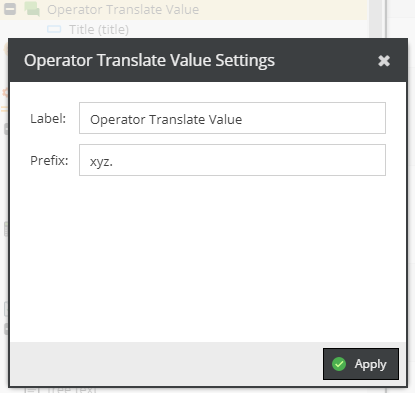 Operator Translate Value
Title (title)
Operator Translate Value Settings
Label: Operator Translate Value
Prefix: xyz.
Apply